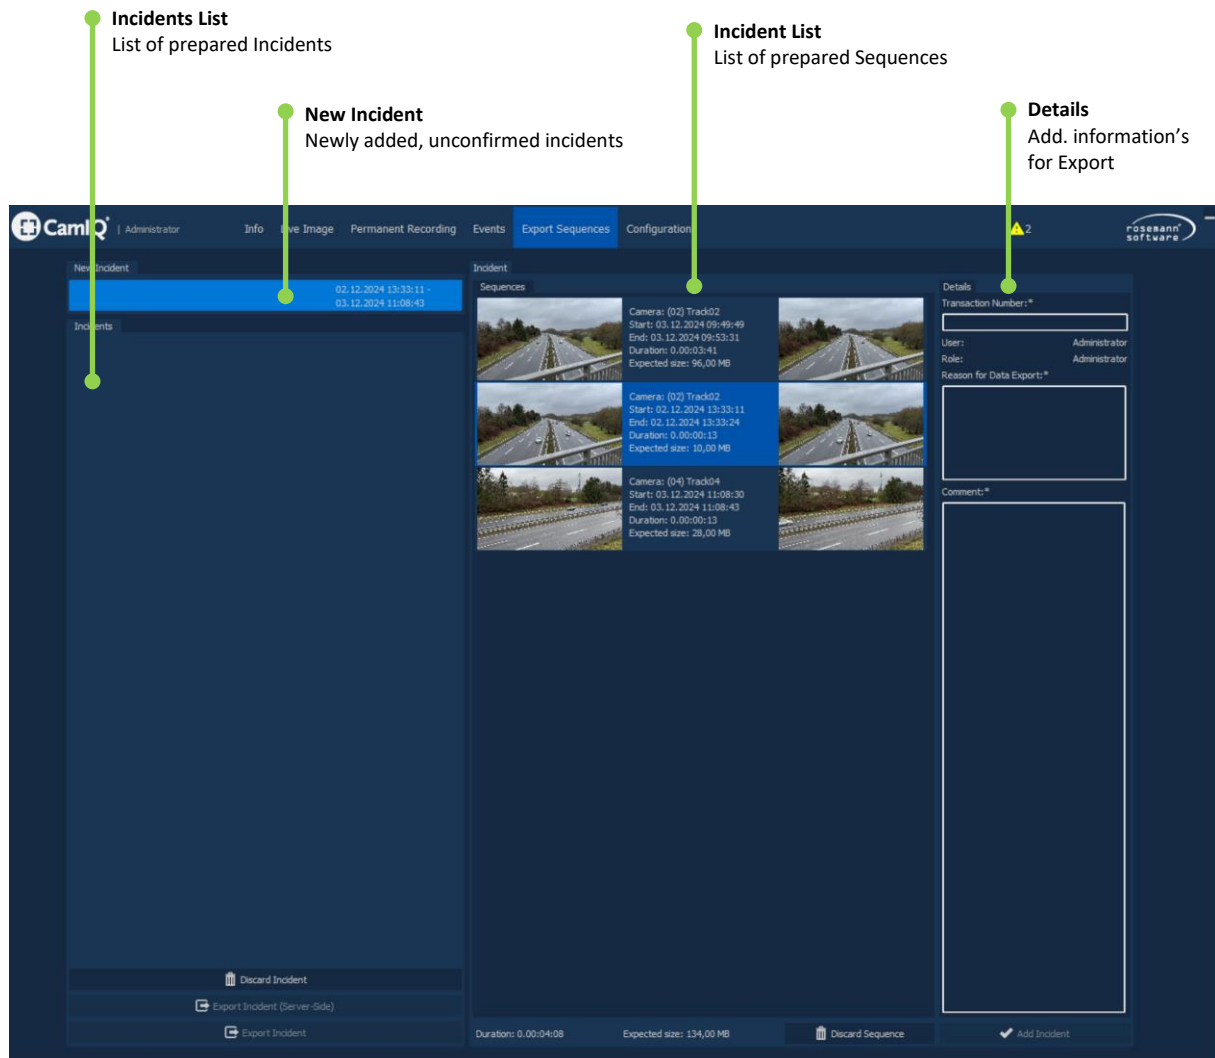 Incidents List
List of prepared Incidents
Incident List
List of prepared Sequences
New Incident
Newly added, unconfirmed incidents
Details
Add. information's
for Export
CamIQ | Administrator Info Live Image Permanent Recording Events Export Sequences Configuration 2 rosemann software
New Incident
02.12.2024 13:33:11 -
03.12.2024 11:08:43
Incidents
Discard Incident
Export Incident (Server-Side)
Export Incident
Incident
Sequences
Camera: (02) Track02
Start: 03.12.2024 09:49:49
End: 03.12.2024 09:53:31
Duration: 0.00:03:41
Expected size: 96,00 MB
Camera: (02) Track02
Start: 02.12.2024 13:33:11
End: 02.12.2024 13:33:24
Duration: 0.00:00:13
Expected size: 10,00 MB
Camera: (04) Track04
Start: 03.12.2024 11:08:30
End: 03.12.2024 11:08:43
Duration: 0.00:00:13
Expected size: 28,00 MB
Duration: 0.00:04:08 Expected size: 134,00 MB Discard Sequence
Details
Transaction Number:*
User: Administrator
Role: Administrator
Reason for Data Export:*
Comment:*
Add Incident